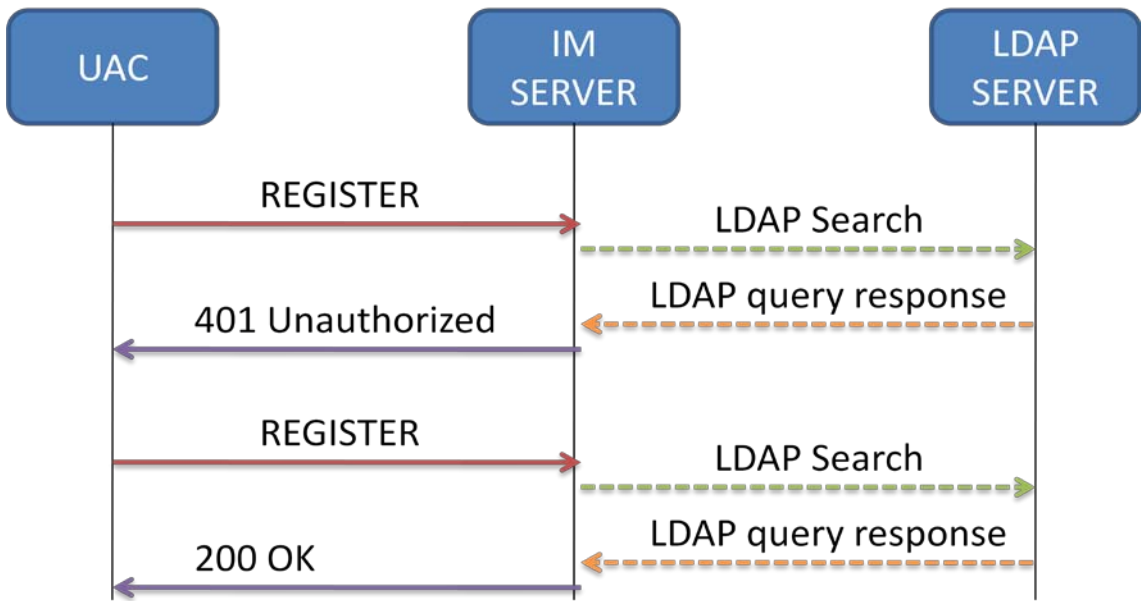 UAC
IM
SERVER
LDAP
SERVER
REGISTER
LDAP Search
LDAP query response
401 Unauthorized
REGISTER
LDAP Search
LDAP query response
200 OK